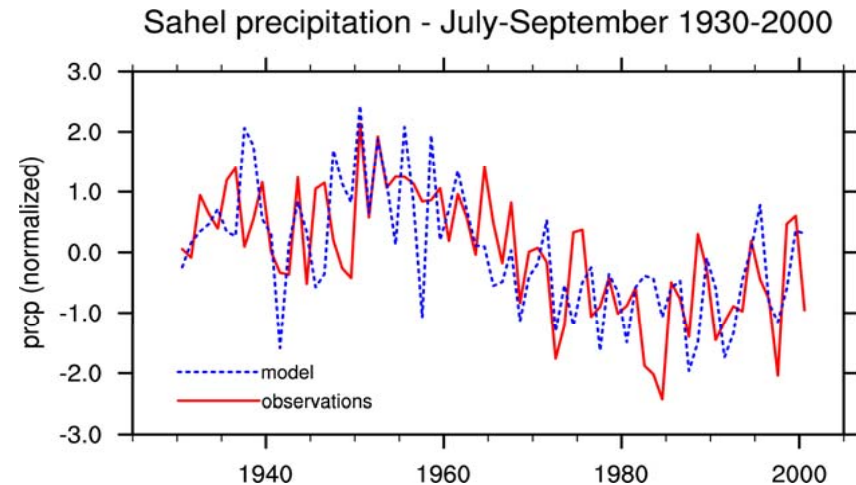 Sahel precipitation - July-September 1930-2000
3.0
2.0
1.0
0.0
-1.0
-2.0
-3.0
prcp (normalized)
model
observations
1940 1960 1980 2000